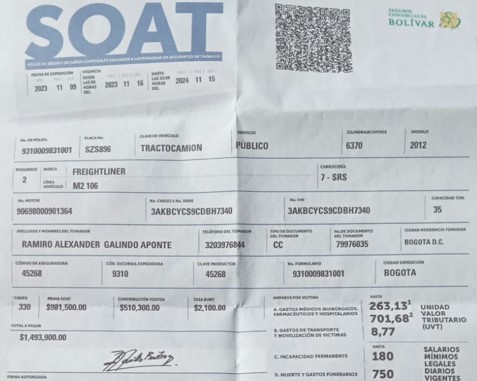 SOAT
SEGUROS
BOLÍVAR
FECHA DE EXPEDICIÓN
2023 11 09
VIGENCIA DESDE LAS 00 HORAS DEL
2023 11 16
HASTA LAS 23:59 HORAS DEL
2024 11 15
No. DE PÓLIZA PLACA No. CLASE DE VEHÍCULO SERVICIO CILINDRAJE/VATIOS MODELO
9310009831001 SZS896 TRACTOCAMION PÚBLICO 6370 2012
PASAJEROS MARCA CARROCERÍA
2 FREIGHTLINER 7 - SRS
LÍNEA VEHÍCULO M2 106
No. MOTOR No. CHASIS o No. SERIE No. VIN CAPACIDAD TON.
90698000901364 3AKBCYCS9CDBH7340 3AKBCYCS9CDBH7340 35
APELLIDOS Y NOMBRES DEL TOMADOR TELÉFONO DEL TOMADOR TIPO DE DOCUMENTO DEL TOMADOR No. DE DOCUMENTO DEL TOMADOR CIUDAD RESIDENCIA TOMADOR
RAMIRO ALEXANDER GALINDO APONTE 3203976844 CC 79976035 BOGOTA D.C.
CÓDIGO DE ASEGURADORA CÓD. SUCURSAL EXPEDIDORA CLAVE PRODUCTOR No. FORMULARIO CIUDAD EXPEDICIÓN
45268 9310 45268 9310009831001 BOGOTA
TARIFA PRIMA SOAT CONTRIBUCIÓN FOSYGA TASA RUNT AMPAROS POR VÍCTIMA HASTA
330 $981,500.00 $510,300.00 $2,100.00
TOTAL A PAGAR
$1,493,900.00
A. GASTOS MÉDICOS QUIRÚRGICOS, FARMACÉUTICOS Y HOSPITALARIOS 263,13¹ 701,68² UNIDAD VALOR TRIBUTARIO (UVT)
B. GASTOS DE TRANSPORTE Y MOVILIZACIÓN DE VÍCTIMAS 8,77
HASTA
C. INCAPACIDAD PERMANENTE 180 SALARIOS MÍNIMOS LEGALES DIARIOS VIGENTES
D. MUERTE Y GASTOS FUNERARIOS 750
FIRMA AUTORIZADA